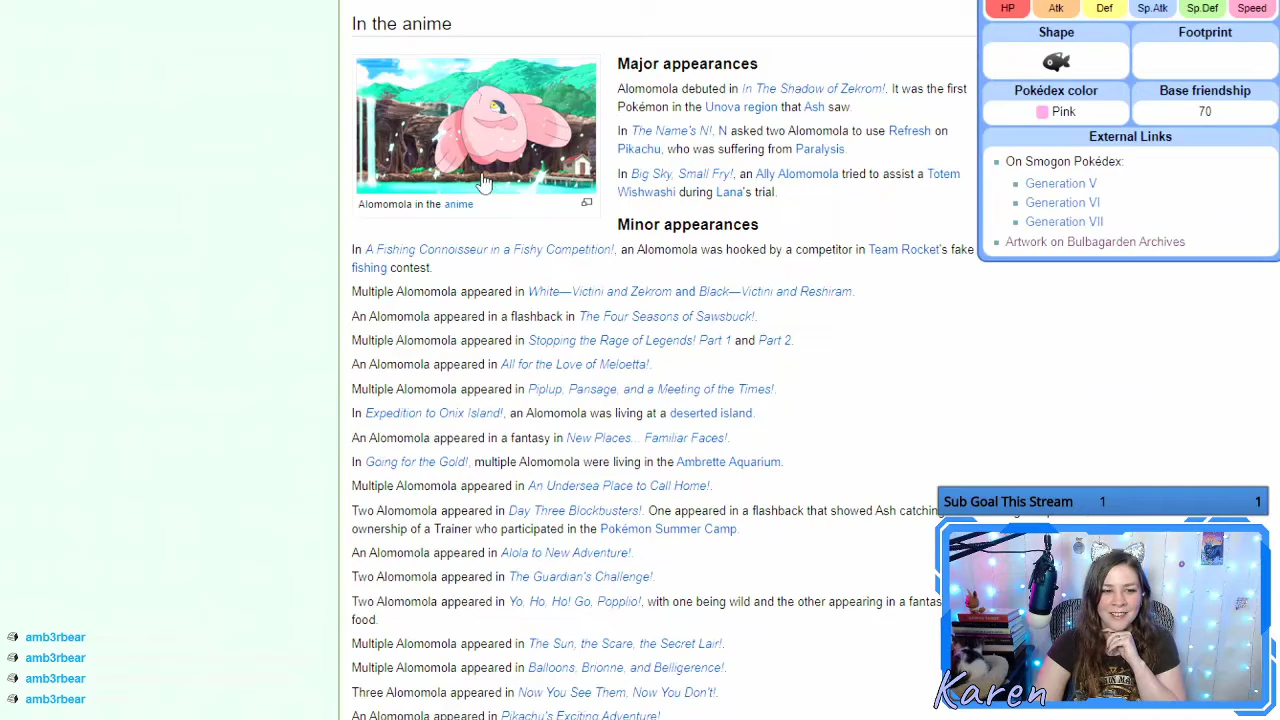 In the anime
Major appearances
Alomomola debuted in In The Shadow of Zekrom!. It was the first
Pokémon in the Unova region that Ash saw.
In The Name's N!, N asked two Alomomola to use Refresh on
Pikachu, who was suffering from Paralysis.
In Big Sky, Small Fry!, an Ally Alomomola tried to assist a Totem
Wishwashi during Lana's trial.
Alomomola in the anime
Minor appearances
In A Fishing Connoisseur in a Fishy Competition!, an Alomomola was hooked by a competitor in Team Rocket's fake
fishing contest.
Multiple Alomomola appeared in White—Victini and Zekrom and Black—Victini and Reshiram.
An Alomomola appeared in a flashback in The Four Seasons of Sawsbuck!.
Multiple Alomomola appeared in Stopping the Rage of Legends! Part 1 and Part 2.
An Alomomola appeared in All for the Love of Meloetta!.
Multiple Alomomola appeared in Piplup, Pansage, and a Meeting of the Times!.
In Expedition to Onix Island!, an Alomomola was living at a deserted island.
An Alomomola appeared in a fantasy in New Places... Familiar Faces!.
In Going for the Gold!, multiple Alomomola were living in the Ambrette Aquarium.
Multiple Alomomola appeared in An Undersea Place to Call Home!.
Two Alomomola appeared in Day Three Blockbusters!. One appeared in a flashback that showed Ash catching
ownership of a Trainer who participated in the Pokémon Summer Camp.
An Alomomola appeared in Alola to New Adventure!.
Two Alomomola appeared in The Guardian's Challenge!.
Two Alomomola appeared in Yo, Ho, Ho! Go, Popplio!, with one being wild and the other appearing in a fantas
food.
Multiple Alomomola appeared in The Sun, the Scare, the Secret Lair!.
Multiple Alomomola appeared in Balloons, Brionne, and Belligerence!.
Three Alomomola appeared in Now You See Them, Now You Don't!.
An Alomomola appeared in Pikachu's Exciting Adventure!
HP Atk Def Sp.Atk Sp.Def Speed
Shape Footprint
Pokédex color Base friendship
Pink 70
External Links
On Smogon Pokédex:
Generation V
Generation VI
Generation VII
Artwork on Bulbagarden Archives
Sub Goal This Stream 1 1
Karen
amb3rbear
amb3rbear
amb3rbear
amb3rbear